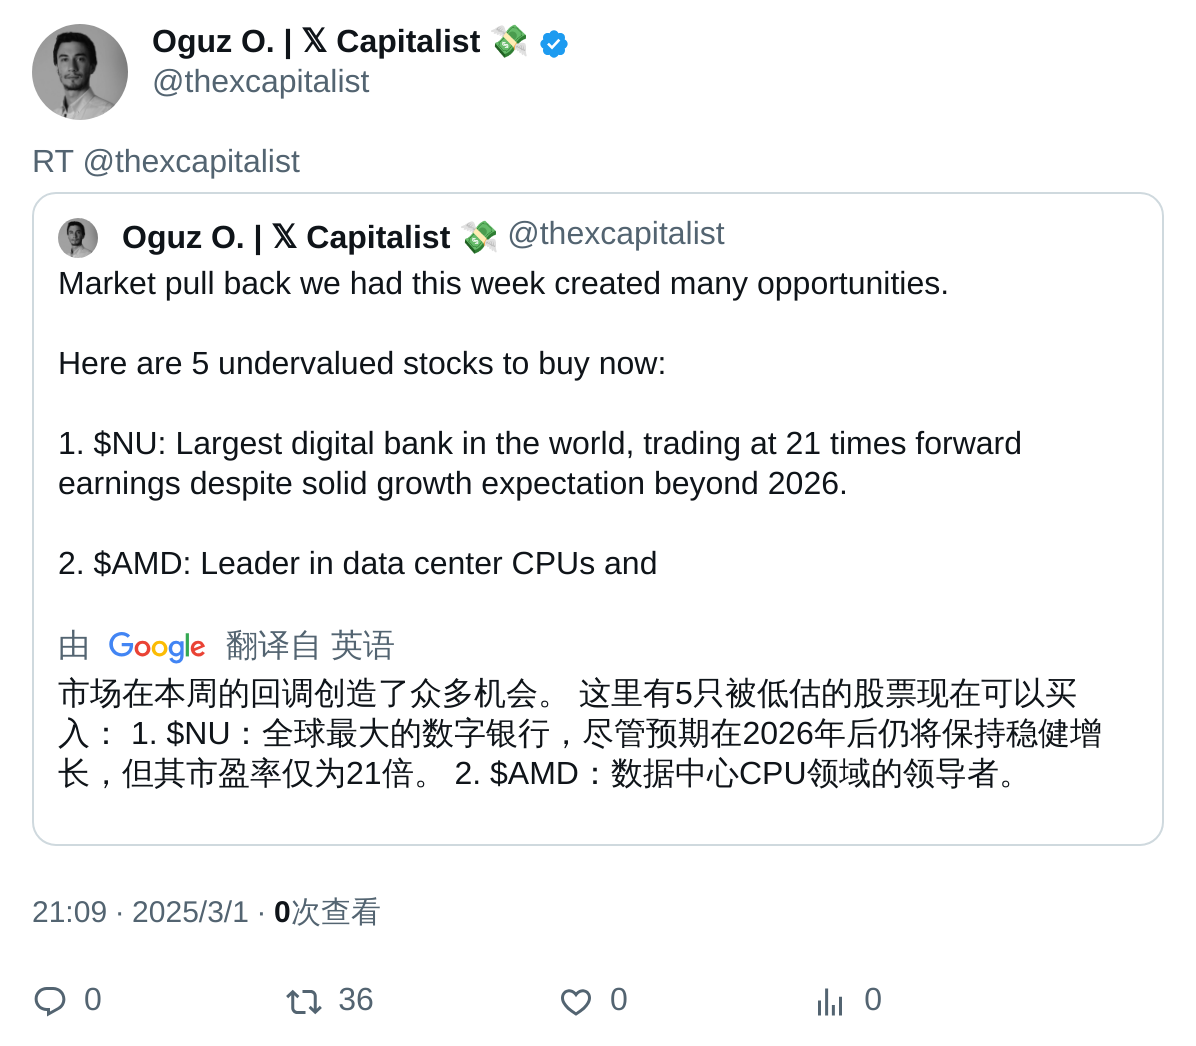 Oguz O. | 𝕏 Capitalist 💸
@thexcapitalist
RT @thexcapitalist
Oguz O. | 𝕏 Capitalist 💸 @thexcapitalist
Market pull back we had this week created many opportunities.
Here are 5 undervalued stocks to buy now:
1. $NU: Largest digital bank in the world, trading at 21 times forward
earnings despite solid growth expectation beyond 2026.
2. $AMD: Leader in data center CPUs and
由 Google 翻译自 英语
市场在本周的回调创造了众多机会。 这里有5只被低估的股票现在可以买
入： 1. $NU：全球最大的数字银行，尽管预期在2026年后仍将保持稳健增
长，但其市盈率仅为21倍。 2. $AMD：数据中心CPU领域的领导者。
21:09 · 2025/3/1 · 0次查看
0 36 0 0